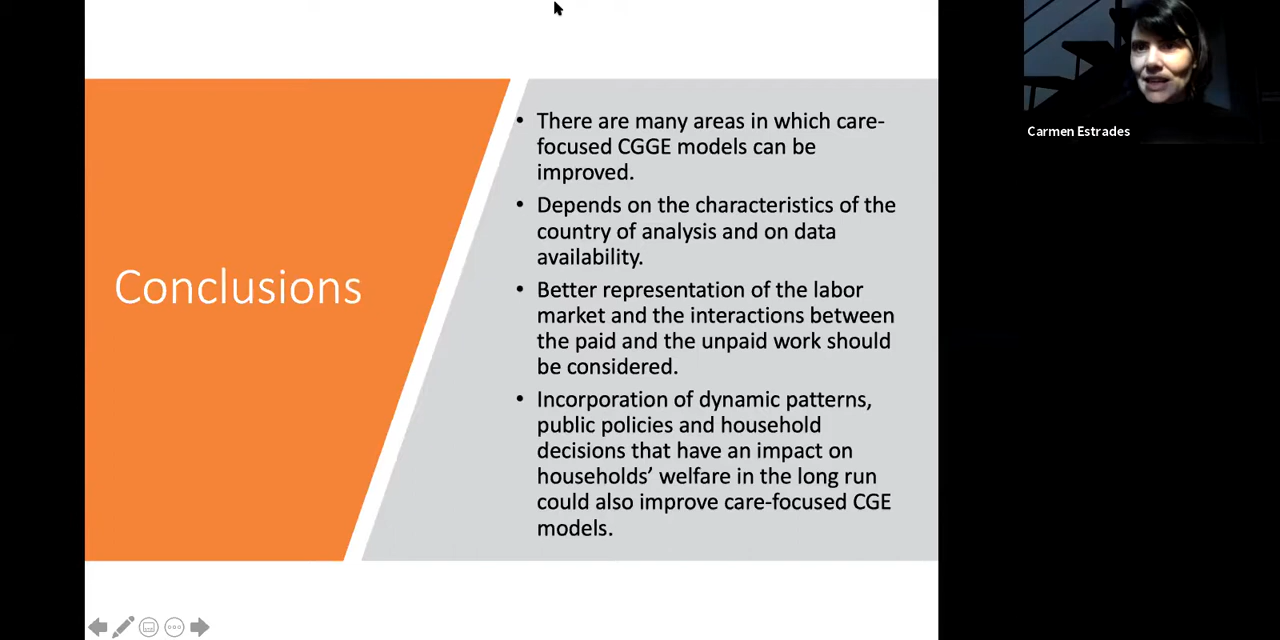 Conclusions
• There are many areas in which care-
focused CGGE models can be
improved.
• Depends on the characteristics of the
country of analysis and on data
availability.
• Better representation of the labor
market and the interactions between
the paid and the unpaid work should
be considered.
• Incorporation of dynamic patterns,
public policies and household
decisions that have an impact on
households’ welfare in the long run
could also improve care-focused CGE
models.
Carmen Estrades